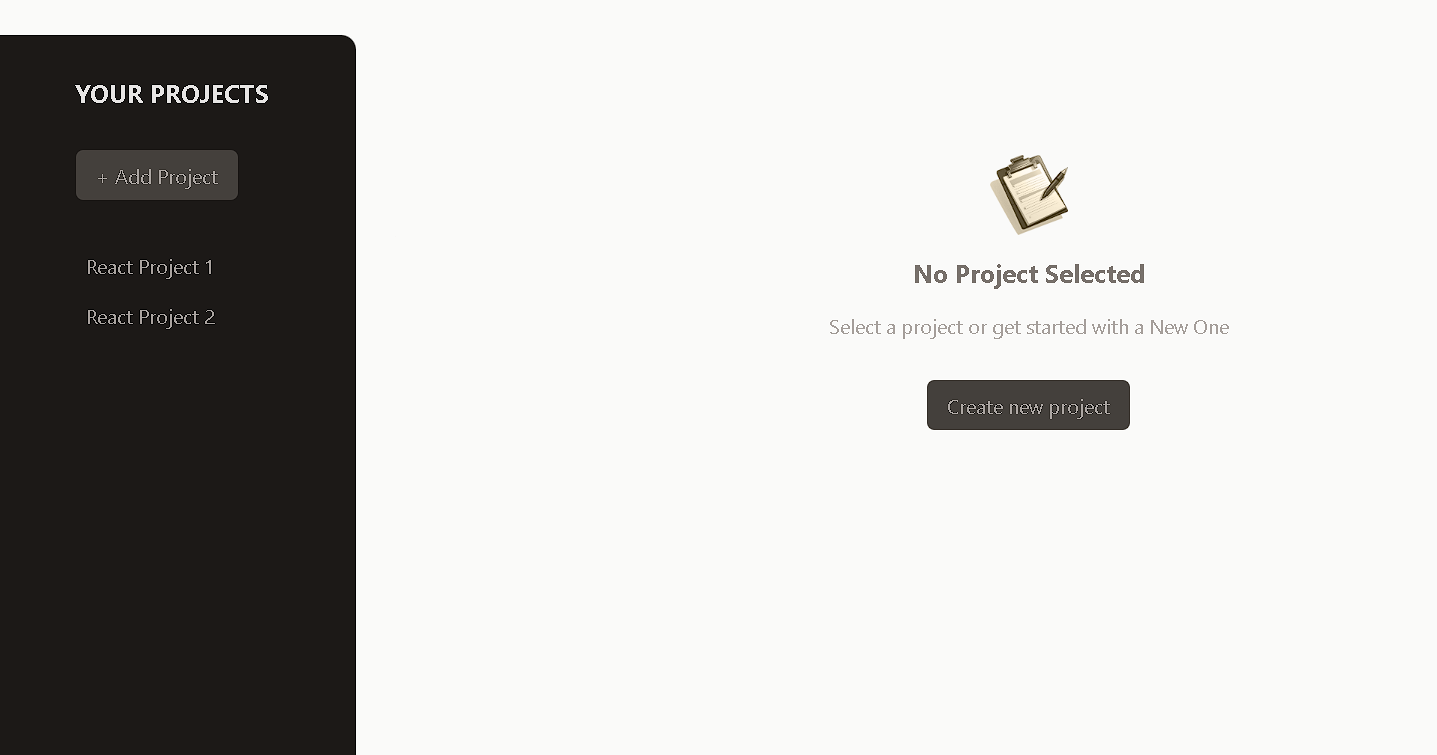 YOUR PROJECTS
+ Add Project
React Project 1
React Project 2
No Project Selected
Select a project or get started with a New One
Create new project